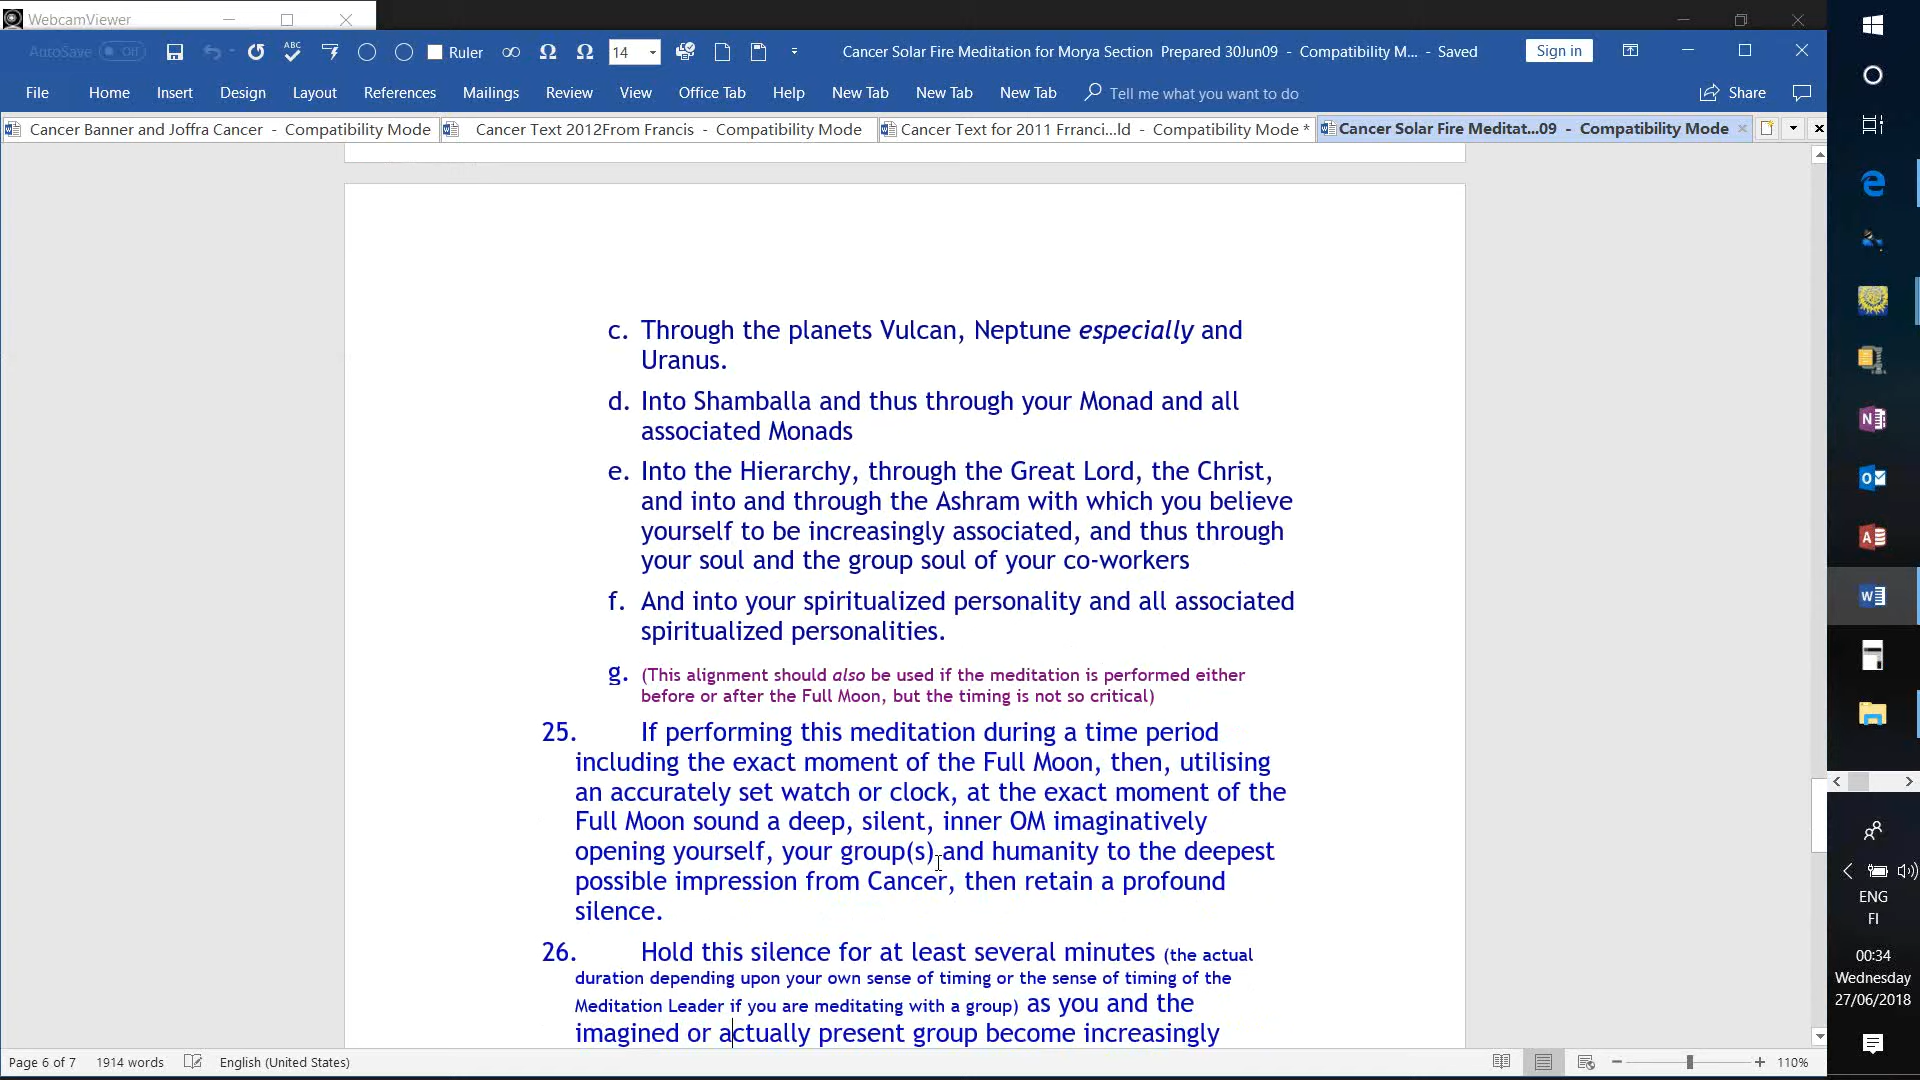 WebcamViewer
AutoSave Off ABC Ruler 14 Cancer Solar Fire Meditation for Morya Section Prepared 30Jun09 - Compatibility M... - Saved Sign in
File Home Insert Design Layout References Mailings Review View Office Tab Help New Tab New Tab New Tab Tell me what you want to do Share
Cancer Banner and Joffra Cancer - Compatibility Mode Cancer Text 2012From Francis - Compatibility Mode Cancer Text for 2011 Frranci...ld - Compatibility Mode * Cancer Solar Fire Meditat...09 - Compatibility Mode
c. Through the planets Vulcan, Neptune especially and
Uranus.
d. Into Shamballa and thus through your Monad and all
associated Monads
e. Into the Hierarchy, through the Great Lord, the Christ,
and into and through the Ashram with which you believe
yourself to be increasingly associated, and thus through
your soul and the group soul of your co-workers
f. And into your spiritualized personality and all associated
spiritualized personalities.
g. (This alignment should also be used if the meditation is performed either
before or after the Full Moon, but the timing is not so critical)
25. If performing this meditation during a time period
including the exact moment of the Full Moon, then, utilising
an accurately set watch or clock, at the exact moment of the
Full Moon sound a deep, silent, inner OM imaginatively
opening yourself, your group(s) and humanity to the deepest
possible impression from Cancer, then retain a profound
silence.
26. Hold this silence for at least several minutes (the actual
duration depending upon your own sense of timing or the sense of timing of the
Meditation Leader if you are meditating with a group) as you and the
imagined or actually present group become increasingly
Page 6 of 7 1914 words English (United States) 110%
ENG
FI
00:34
Wednesday
27/06/2018